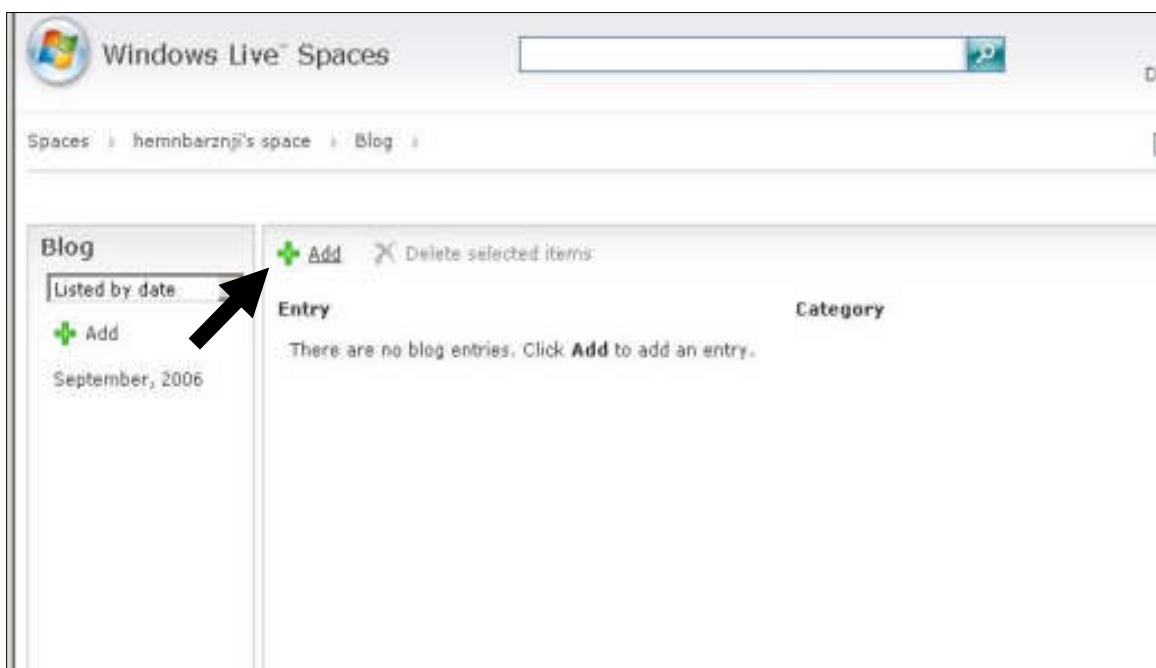 Windows Live™ Spaces
Spaces › hemnbarznji's space › Blog ›
Blog
Listed by date
Add
September, 2006
Add Delete selected items
Entry Category
There are no blog entries. Click Add to add an entry.